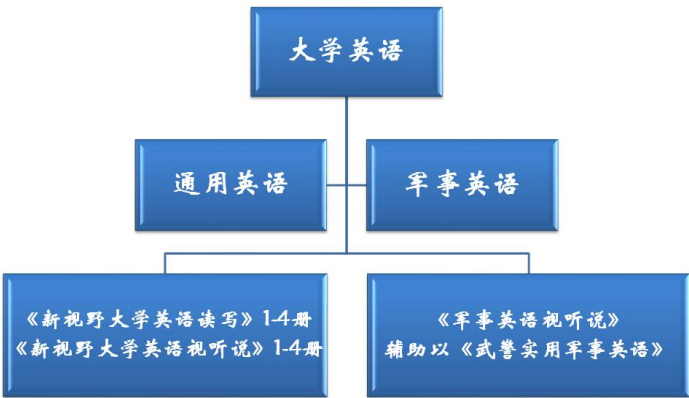 大学英语
通用英语
军事英语
《新视野大学英语读写》1-4册
《新视野大学英语视听说》1-4册
《军事英语视听说》
辅助以《武警实用军事英语》